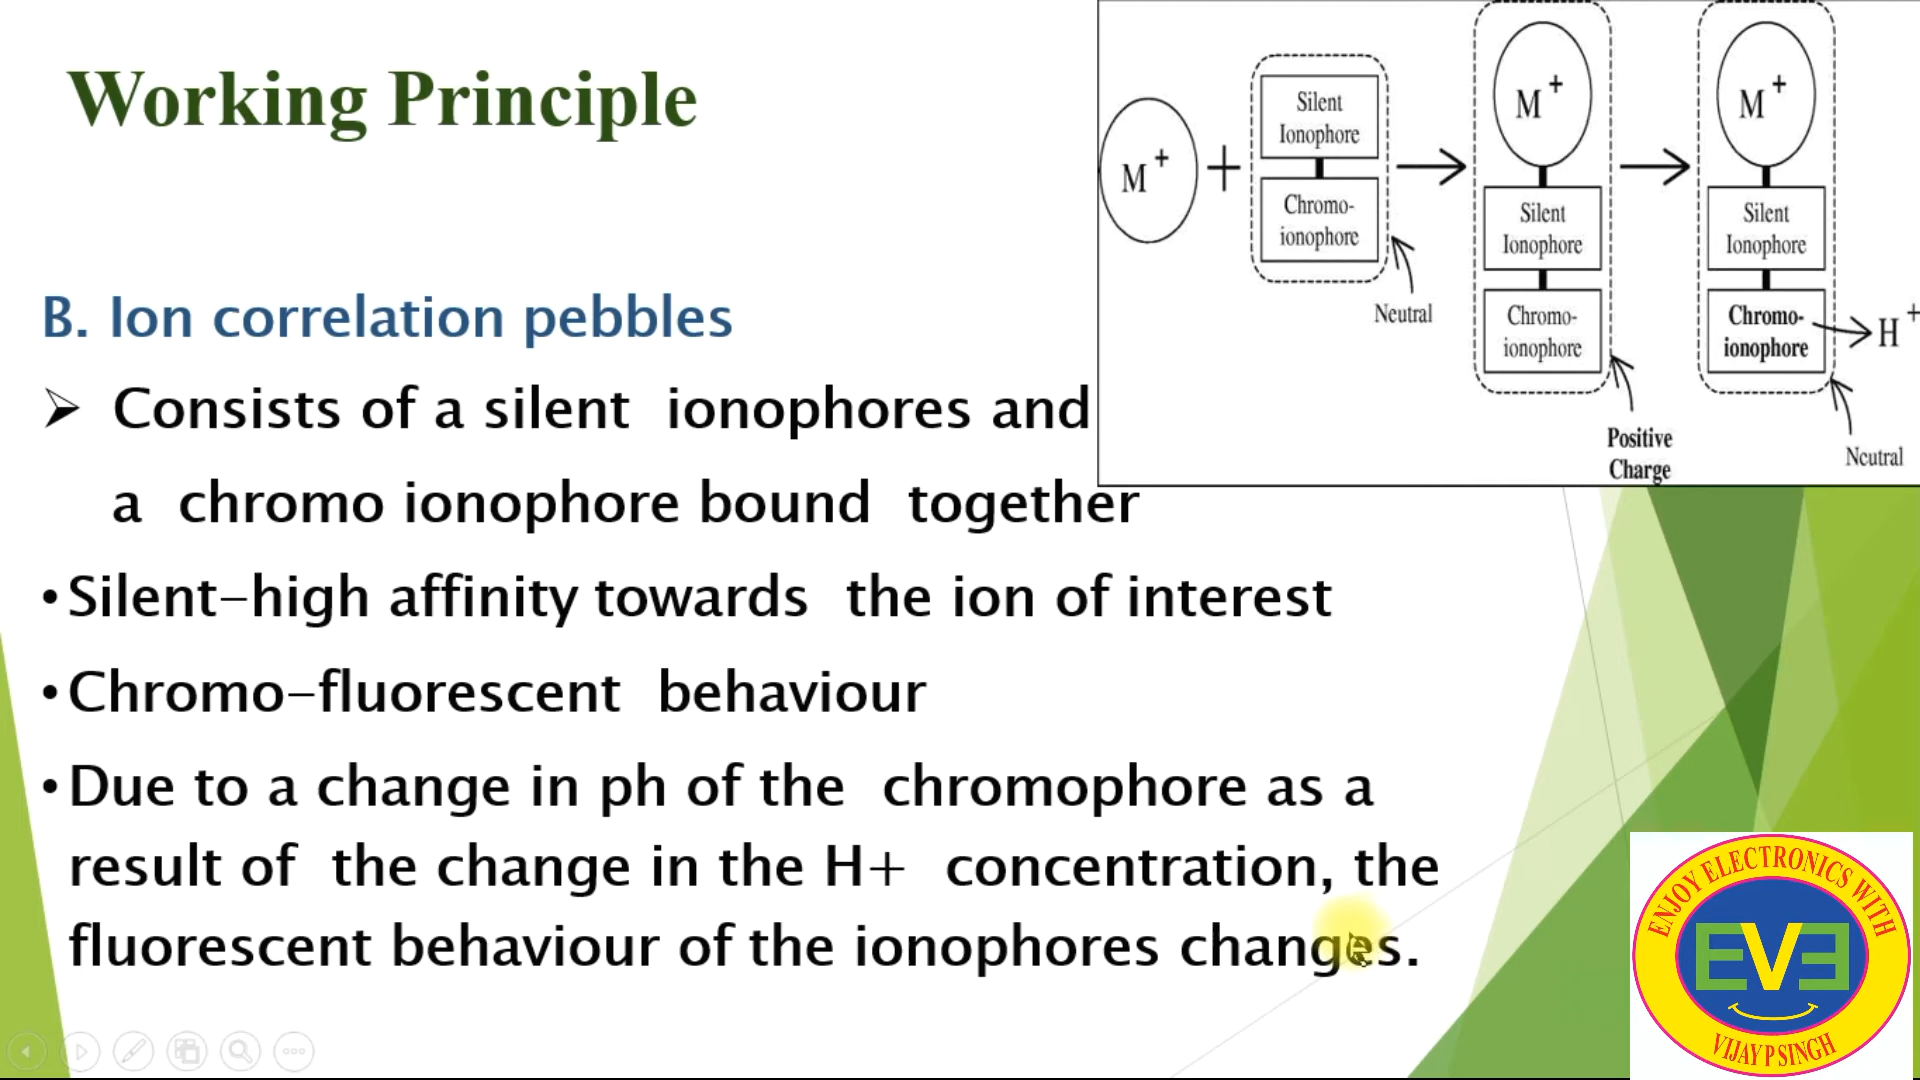 Working Principle
B. Ion correlation pebbles
➢ Consists of a silent ionophores and
a chromo ionophore bound together
• Silent-high affinity towards the ion of interest
• Chromo-fluorescent behaviour
• Due to a change in ph of the chromophore as a
result of the change in the H+ concentration, the
fluorescent behaviour of the ionophores changes.
M+
+
Silent
Ionophore
Chromo-
ionophore
Neutral
M+
Silent
Ionophore
Chromo-
ionophore
Positive
Charge
M+
Silent
Ionophore
Chromo-
ionophore
H+
Neutral
ENJOY ELECTRONICS WITH
EVE
VIJAY P SINGH